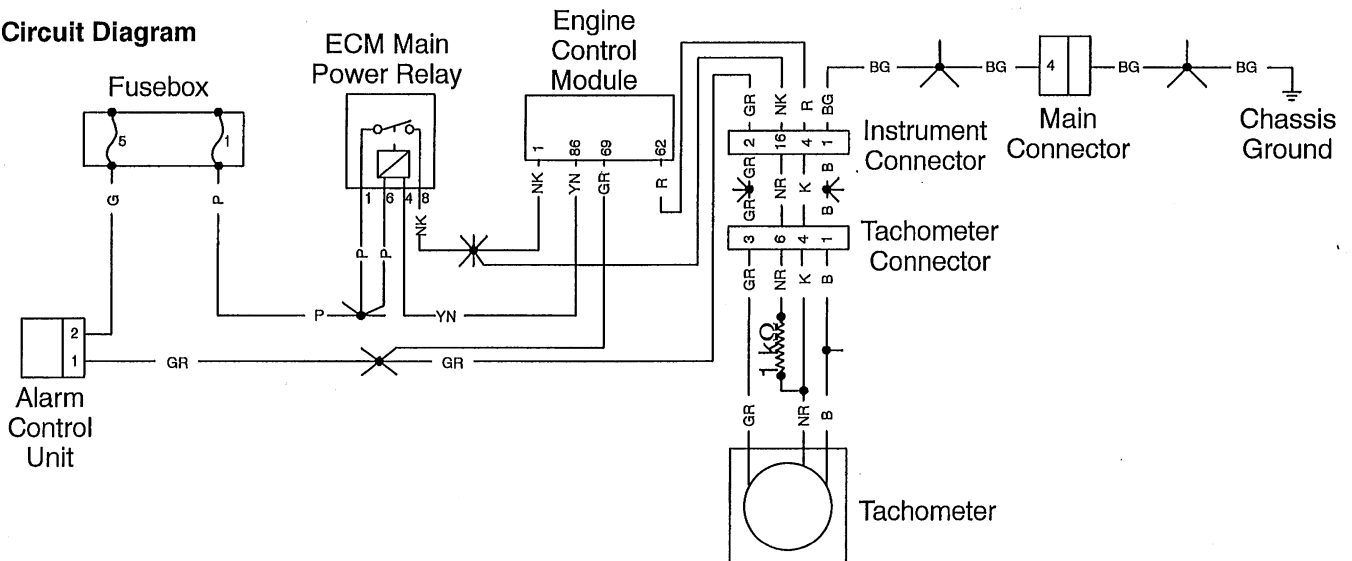 Circuit Diagram
Fusebox
5
1
G
P
ECM Main
Power Relay
1
6
4
8
NK
P
P
Engine
Control
Module
1
86
69
62
NK
YN
GR
R
GR
NK
R
BG
2
16
4
1
Instrument
Connector
GR
NR
K
B
GR
B
3
6
4
1
Tachometer
Connector
GR
NR
K
B
1 kΩ
GR
NR
B
Tachometer
BG
BG
4
Main
Connector
BG
BG
Chassis
Ground
P
YN
2
1
GR
GR
Alarm
Control
Unit